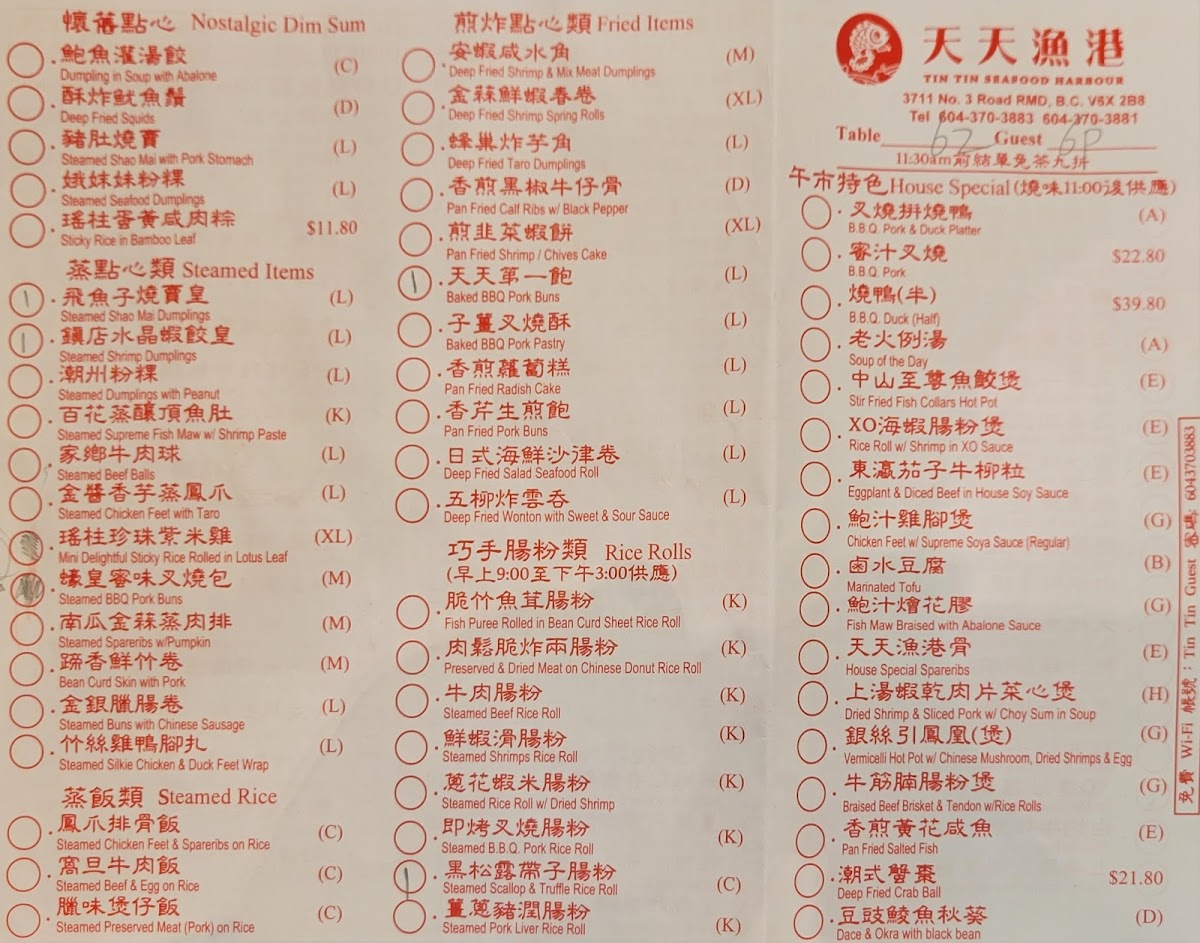 懷舊點心 Nostalgic Dim Sum
鮑魚灌湯餃 (C)
Dumpling in Soup with Abalone
酥炸魷魚鬚 (D)
Deep Fried Squids
豬肚燒賣 (L)
Steamed Shao Mai with Pork Stomach
娥妹妹粉粿 (L)
Steamed Seafood Dumplings
瑤柱蛋黃咸肉粽 $11.80
Sticky Rice in Bamboo Leaf
蒸點心類 Steamed Items
1 飛魚子燒賣皇 (L)
Steamed Shao Mai Dumplings
1 鎮店水晶蝦餃皇 (L)
Steamed Shrimp Dumplings
潮州粉粿 (L)
Steamed Dumplings with Peanut
百花蒸釀頂魚肚 (K)
Steamed Supreme Fish Maw w/ Shrimp Paste
家鄉牛肉球 (L)
Steamed Beef Balls
金醬香芋蒸鳳爪 (L)
Steamed Chicken Feet with Taro
瑤柱珍珠紫米雞 (XL)
Mini Delightful Sticky Rice Rolled in Lotus Leaf
蠔皇蜜味叉燒包 (M)
Steamed BBQ Pork Buns
南瓜金蒜蒸肉排 (M)
Steamed Spareribs w/Pumpkin
蹄香鮮竹卷 (M)
Bean Curd Skin with Pork
金銀臘腸卷 (L)
Steamed Buns with Chinese Sausage
竹絲雞鴨腳扎 (L)
Steamed Silkie Chicken & Duck Feet Wrap
蒸飯類 Steamed Rice
鳳爪排骨飯 (C)
Steamed Chicken Feet & Spareribs on Rice
窩旦牛肉飯 (C)
Steamed Beef & Egg on Rice
臘味煲仔飯 (C)
Steamed Preserved Meat (Pork) on Rice
煎炸點心類 Fried Items
安蝦咸水角 (M)
Deep Fried Shrimp & Mix Meat Dumplings
金蒜鮮蝦春卷 (XL)
Deep Fried Shrimp Spring Rolls
蜂巢炸芋角 (L)
Deep Fried Taro Dumplings
香煎黑椒牛仔骨 (D)
Pan Fried Calf Ribs w/ Black Pepper
煎韭菜蝦餅 (XL)
Pan Fried Shrimp / Chives Cake
1 天天第一飽 (L)
Baked BBQ Pork Buns
子薑叉燒酥 (L)
Baked BBQ Pork Pastry
香煎蘿蔔糕 (L)
Pan Fried Radish Cake
香芹生煎飽 (L)
Pan Fried Pork Buns
日式海鮮沙津卷 (L)
Deep Fried Salad Seafood Roll
五柳炸雲吞 (L)
Deep Fried Wonton with Sweet & Sour Sauce
巧手腸粉類 Rice Rolls
(早上9:00至下午3:00供應)
脆竹魚茸腸粉 (K)
Fish Puree Rolled in Bean Curd Sheet Rice Roll
肉鬆脆炸兩腸粉 (K)
Preserved & Dried Meat on Chinese Donut Rice Roll
牛肉腸粉 (K)
Steamed Beef Rice Roll
鮮蝦滑腸粉 (K)
Steamed Shrimps Rice Roll
蔥花蝦米腸粉 (K)
Steamed Rice Roll w/ Dried Shrimp
即烤叉燒腸粉 (K)
Steamed B.B.Q. Pork Rice Roll
1 黑松露帶子腸粉 (C)
Steamed Scallop & Truffle Rice Roll
薑蔥豬潤腸粉 (K)
Steamed Pork Liver Rice Roll
天天漁港
TIN TIN SEAFOOD HARBOUR
3711 No. 3 Road RMD, B.C. V6X 2B8
Tel 604-370-3883 604-370-3881
Table 62 Guest 6P
11:30am前結單免茶九折
午市特色 House Special (燒味11:00後供應)
叉燒拼燒鴨 (A)
B.B.Q. Pork & Duck Platter
蜜汁叉燒 $22.80
B.B.Q. Pork
燒鴨(半) $39.80
B.B.Q. Duck (Half)
老火例湯 (A)
Soup of the Day
中山至尊魚鮫煲 (E)
Stir Fried Fish Collars Hot Pot
XO海蝦腸粉煲 (E)
Rice Roll w/ Shrimp in XO Sauce
東瀛茄子牛柳粒 (E)
Eggplant & Diced Beef in House Soy Sauce
鮑汁雞腳煲 (G)
Chicken Feet w/ Supreme Soya Sauce (Regular)
鹵水豆腐 (B)
Marinated Tofu
鮑汁燴花膠 (G)
Fish Maw Braised with Abalone Sauce
天天漁港骨 (E)
House Special Spareribs
上湯蝦乾肉片菜心煲 (H)
Dried Shrimp & Sliced Pork w/ Choy Sum in Soup
銀絲引鳳凰(煲) (G)
Vermicelli Hot Pot w/ Chinese Mushroom, Dried Shrimps & Egg
牛筋腩腸粉煲 (G)
Braised Beef Brisket & Tendon w/Rice Rolls
香煎黃花咸魚 (E)
Pan Fried Salted Fish
潮式蟹棗 $21.80
Deep Fried Crab Ball
豆豉鯪魚秋葵 (D)
Dace & Okra with black bean
免費 Wi-Fi 帳號：Tin Tin Guest 密碼: 6043703883